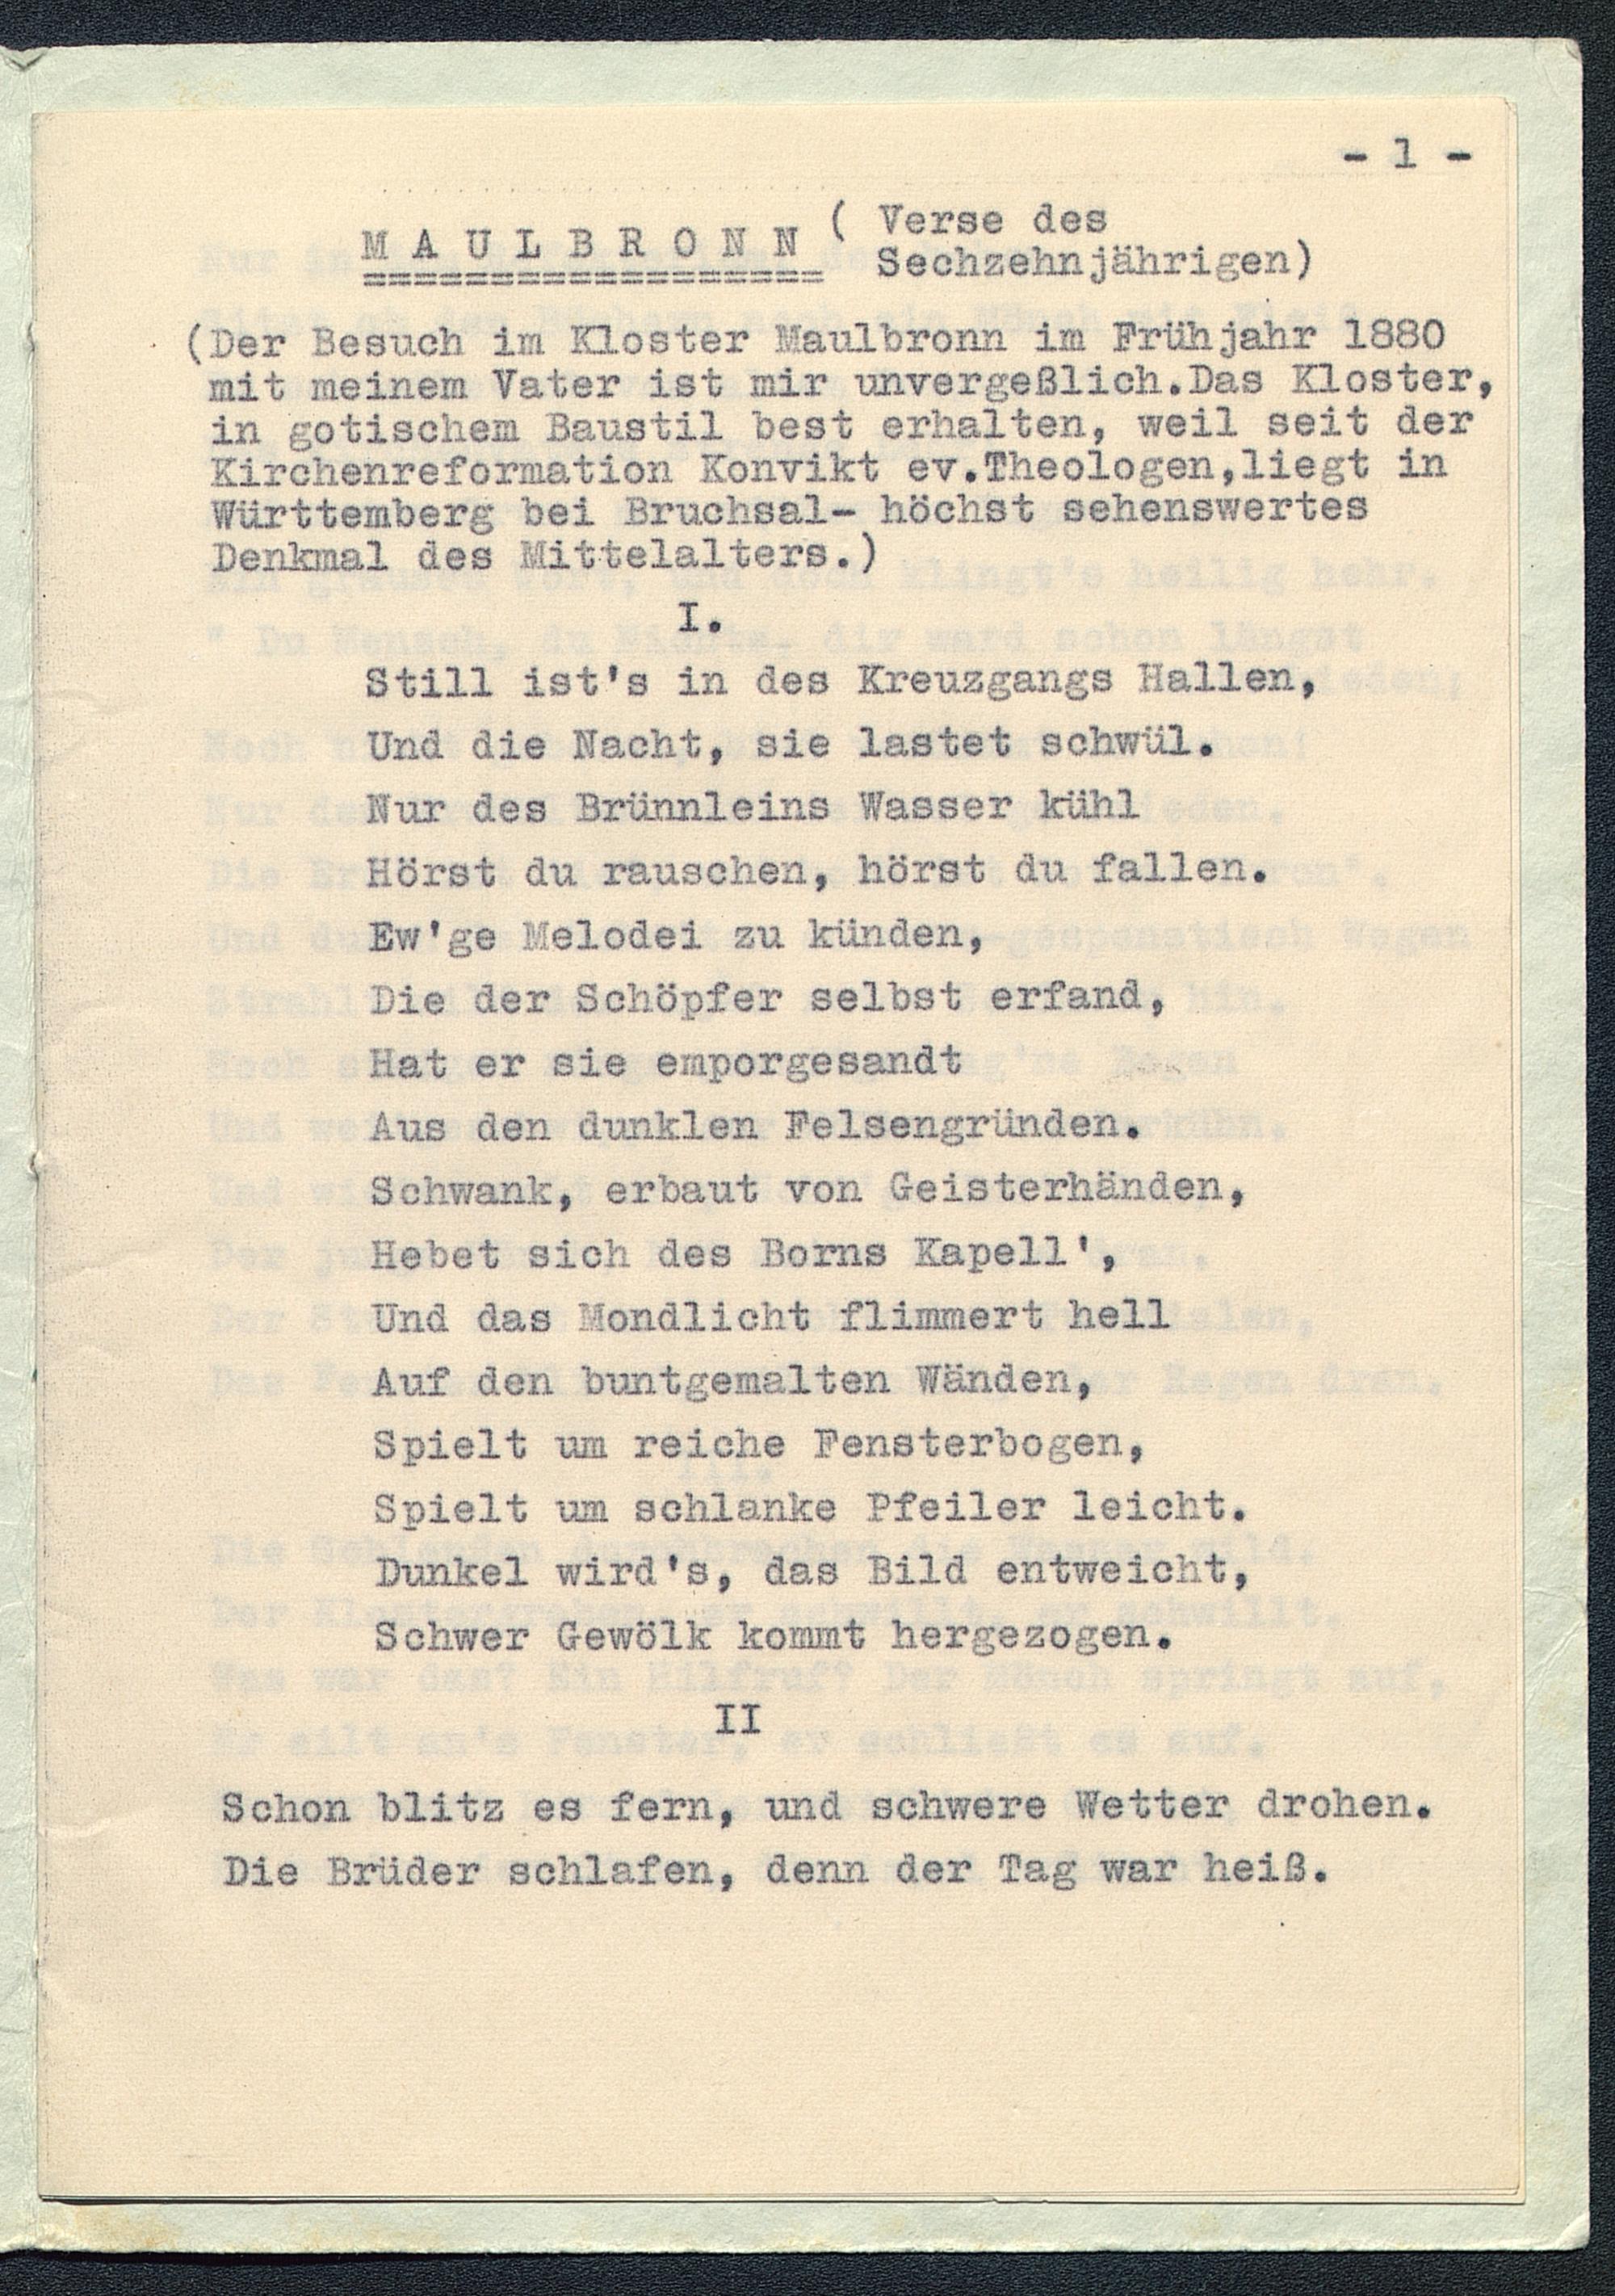 - 1 -
M A U L B R O N N ( Verse des
Sechzehnjährigen)
(Der Besuch im Kloster Maulbronn im Frühjahr 1880
mit meinem Vater ist mir unvergeßlich.Das Kloster,
in gotischem Baustil best erhalten, weil seit der
Kirchenreformation Konvikt ev.Theologen,liegt in
Württemberg bei Bruchsal- höchst sehenswertes
Denkmal des Mittelalters.)
I.
Still ist's in des Kreuzgangs Hallen,
Und die Nacht, sie lastet schwül.
Nur des Brünnleins Wasser kühl
Hörst du rauschen, hörst du fallen.
Ew'ge Melodei zu künden,
Die der Schöpfer selbst erfand,
Hat er sie emporgesandt
Aus den dunklen Felsengründen.
Schwank, erbaut von Geisterhänden,
Hebet sich des Borns Kapell',
Und das Mondlicht flimmert hell
Auf den buntgemalten Wänden,
Spielt um reiche Fensterbogen,
Spielt um schlanke Pfeiler leicht.
Dunkel wird's, das Bild entweicht,
Schwer Gewölk kommt hergezogen.
II
Schon blitz es fern, und schwere Wetter drohen.
Die Brüder schlafen, denn der Tag war heiß.